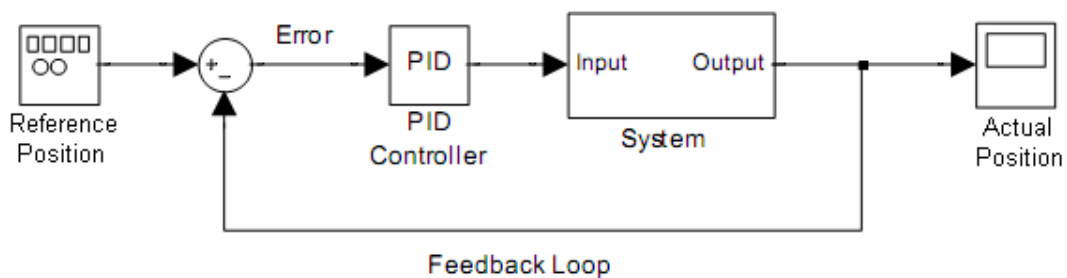 Error
PID
Input
Output
Reference
Position
PID
Controller
System
Actual
Position
Feedback Loop